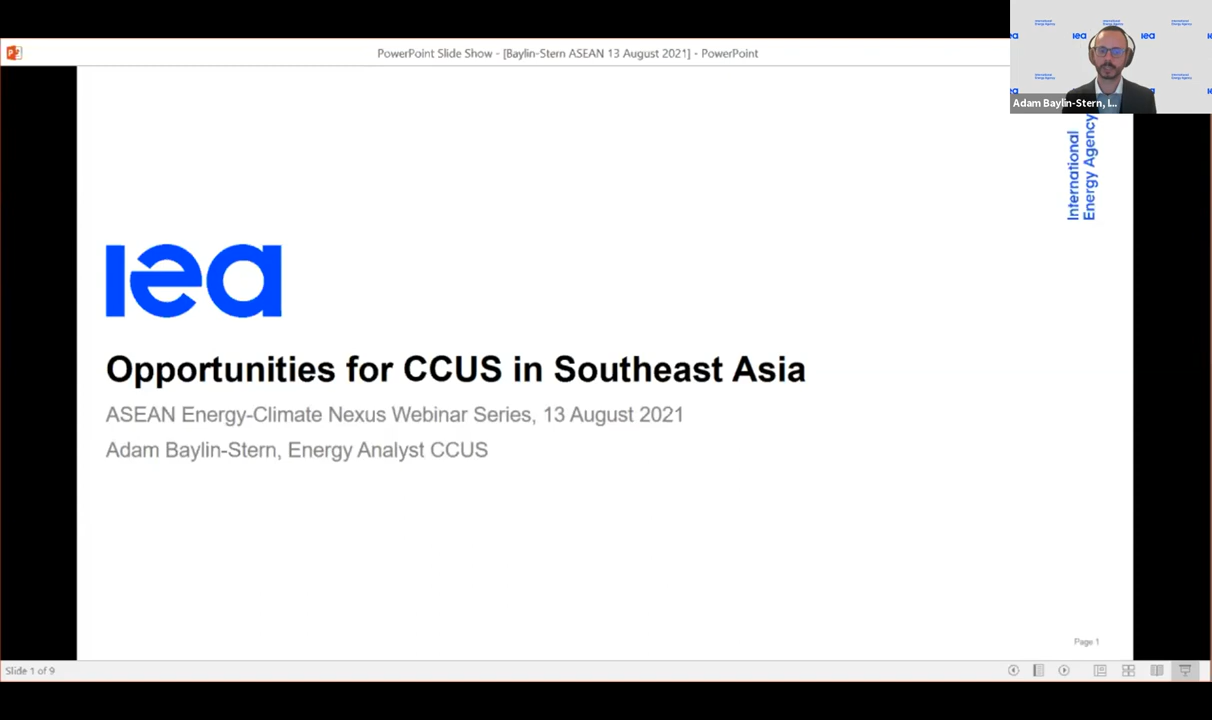 PowerPoint Slide Show - [Baylin-Stern ASEAN 13 August 2021] - PowerPoint
iea
iea
Adam Baylin-Stern, I...
International
Energy Agency
iea
Opportunities for CCUS in Southeast Asia
ASEAN Energy-Climate Nexus Webinar Series, 13 August 2021
Adam Baylin-Stern, Energy Analyst CCUS
Page 1
Slide 1 of 9